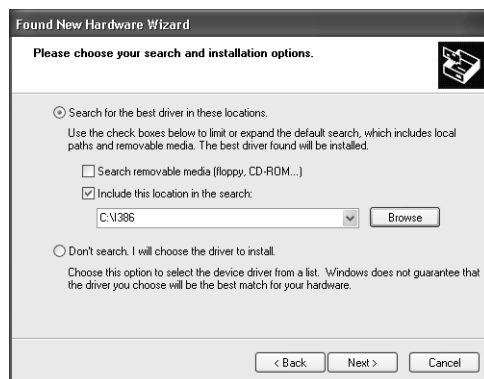 Found New Hardware Wizard
Please choose your search and installation options.
Search for the best driver in these locations.
Use the check boxes below to limit or expand the default search, which includes local
paths and removable media. The best driver found will be installed.
Search removable media (floppy, CD-ROM...)
Include this location in the search:
C:\I386
Browse
Don't search. I will choose the driver to install.
Choose this option to select the device driver from a list. Windows does not guarantee that
the driver you choose will be the best match for your hardware.
< Back
Next >
Cancel